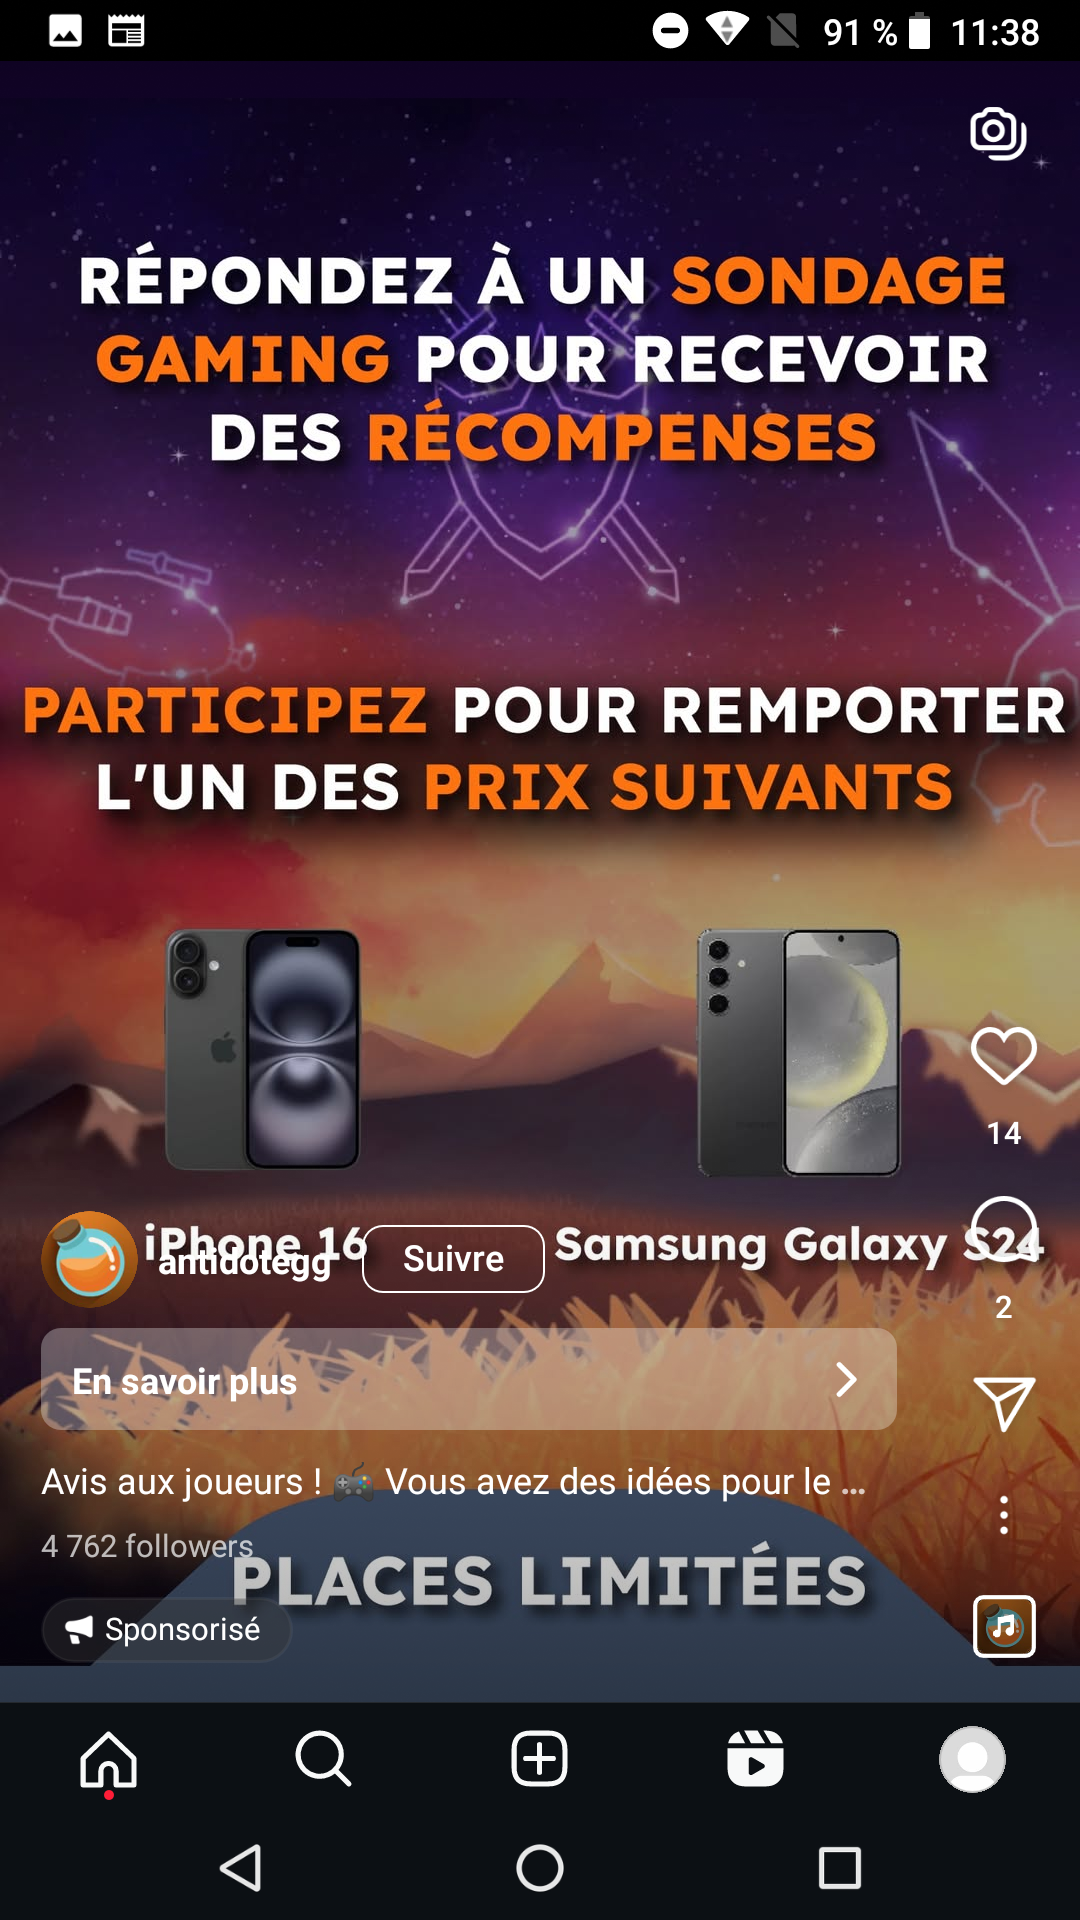 91 % 11:38
RÉPONDEZ À UN SONDAGE
GAMING POUR RECEVOIR
DES RÉCOMPENSES
PARTICIPEZ POUR REMPORTER
L'UN DES PRIX SUIVANTS
14
iPhone 16
Samsung Galaxy S24
antidotegg
Suivre
2
En savoir plus
Avis aux joueurs ! 🎮 Vous avez des idées pour le ...
4 762 followers
PLACES LIMITÉES
Sponsorisé